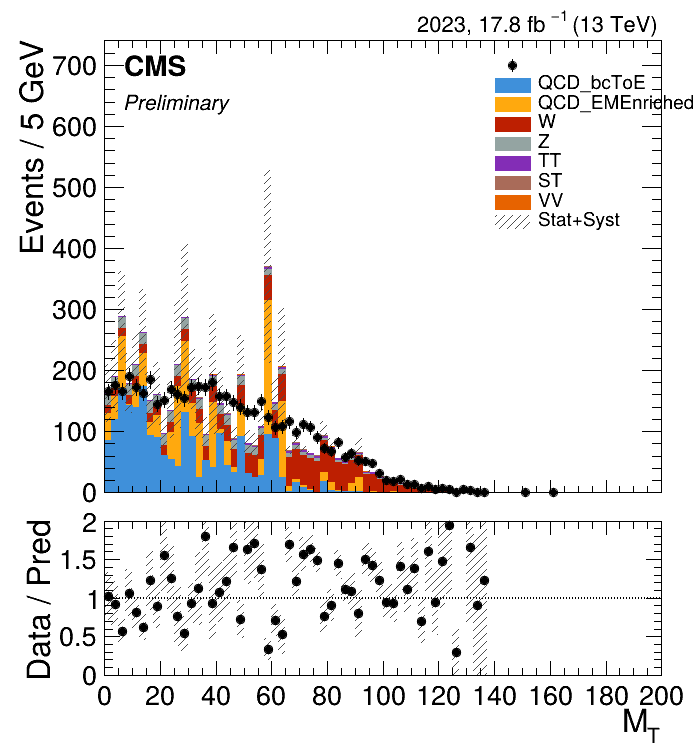 2023, 17.8 fb⁻¹ (13 TeV)
CMS
Preliminary
QCD_bcToE
QCD_EMEnriched
W
Z
TT
ST
VV
Stat+Syst
Events / 5 GeV
700
600
500
400
300
200
100
0
Data / Pred
2
1.5
1
0.5
0
0 20 40 60 80 100 120 140 160 180 200
M_T